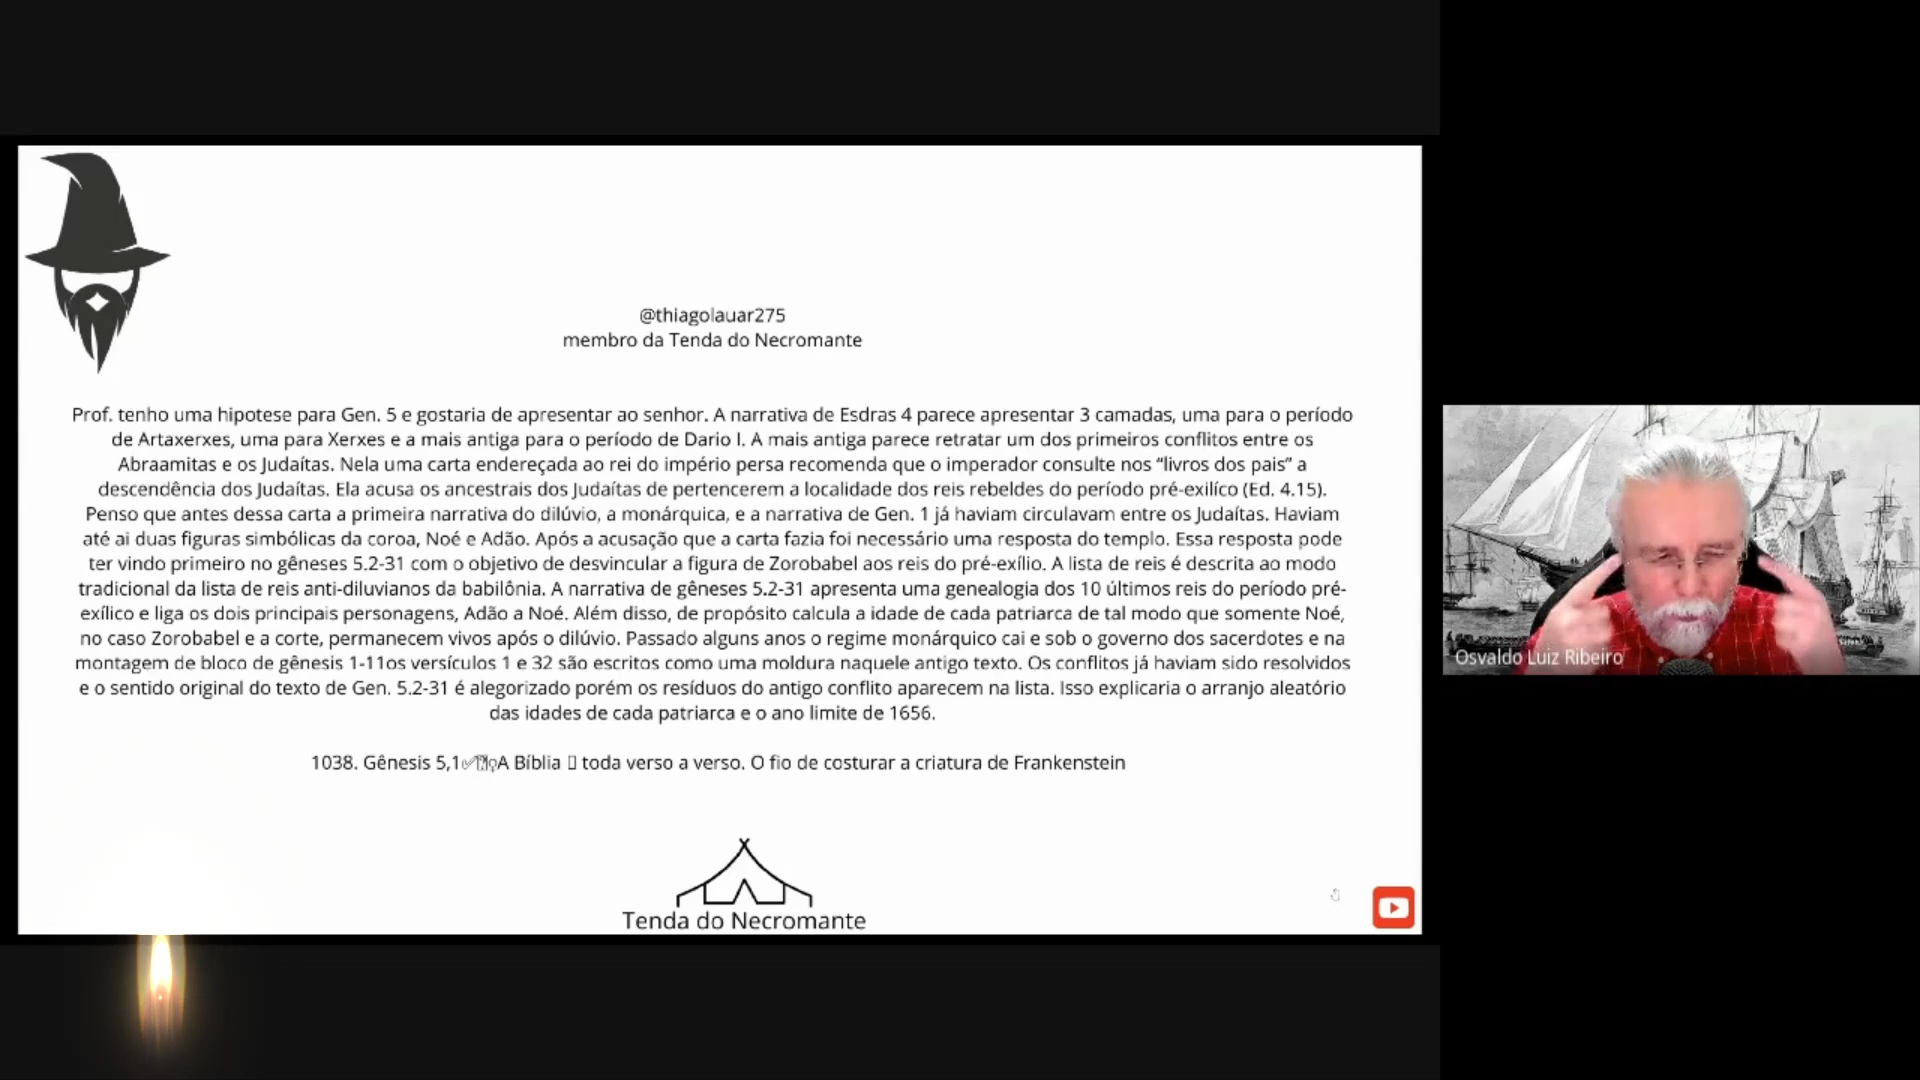 @thiagolauar275
membro da Tenda do Necromante
Prof. tenho uma hipotese para Gen. 5 e gostaria de apresentar ao senhor. A narrativa de Esdras 4 parece apresentar 3 camadas, uma para o período
de Artaxerxes, uma para Xerxes e a mais antiga para o período de Dario I. A mais antiga parece retratar um dos primeiros conflitos entre os
Abraamitas e os Judaítas. Nela uma carta endereçada ao rei do império persa recomenda que o imperador consulte nos “livros dos pais” a
descendência dos Judaítas. Ela acusa os ancestrais dos Judaítas de pertencerem a localidade dos reis rebeldes do período pré-exilíco (Ed. 4.15).
Penso que antes dessa carta a primeira narrativa do dilúvio, a monárquica, e a narrativa de Gen. 1 já haviam circulavam entre os Judaítas. Haviam
até ai duas figuras simbólicas da coroa, Noé e Adão. Após a acusação que a carta fazia foi necessário uma resposta do templo. Essa resposta pode
ter vindo primeiro no gêneses 5.2-31 com o objetivo de desvincular a figura de Zorobabel aos reis do pré-exílio. A lista de reis é descrita ao modo
tradicional da lista de reis anti-diluvianos da babilônia. A narrativa de gêneses 5.2-31 apresenta uma genealogia dos 10 últimos reis do período pré-
exílico e liga os dois principais personagens, Adão a Noé. Além disso, de propósito calcula a idade de cada patriarca de tal modo que somente Noé,
no caso Zorobabel e a corte, permanecem vivos após o dilúvio. Passado alguns anos o regime monárquico cai e sob o governo dos sacerdotes e na
montagem de bloco de gênesis 1-11os versículos 1 e 32 são escritos como uma moldura naquele antigo texto. Os conflitos já haviam sido resolvidos
e o sentido original do texto de Gen. 5.2-31 é alegorizado porém os resíduos do antigo conflito aparecem na lista. Isso explicaria o arranjo aleatório
das idades de cada patriarca e o ano limite de 1656.
1038. Gênesis 5,1 A Bíblia toda verso a verso. O fio de costurar a criatura de Frankenstein
Tenda do Necromante
Osvaldo Luiz Ribeiro